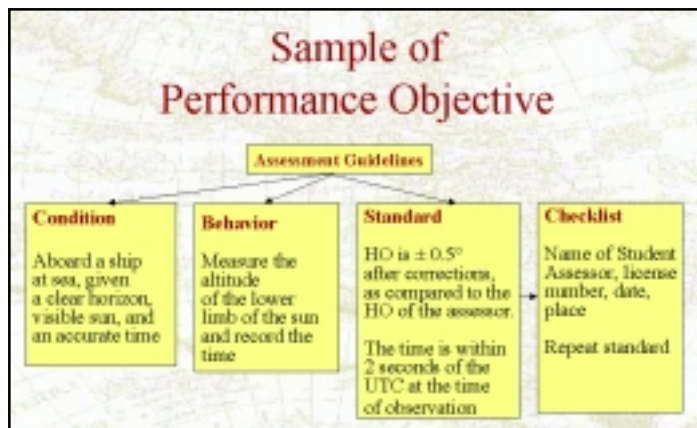 Sample of
Performance Objective
Assessment Guidelines
Condition
Aboard a ship
at sea, given
a clear horizon,
visible sun, and
an accurate time
Behavior
Measure the
altitude
of the lower
limb of the sun
and record the
time
Standard
HO is ± 0.5°
after corrections,
as compared to the
HO of the assessor.
The time is within
2 seconds of the
UTC at the time
of observation
Checklist
Name of Student
Assessor, license
number, date,
place
Repeat standard